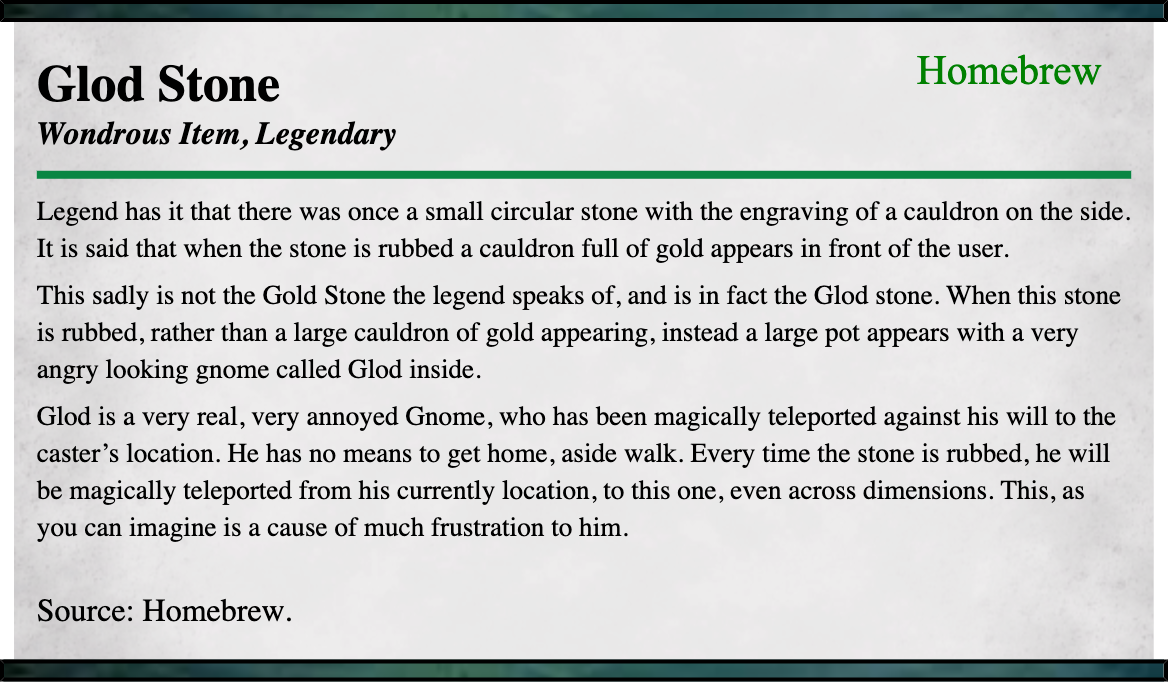 Glod Stone
Homebrew
Wondrous Item, Legendary
Legend has it that there was once a small circular stone with the engraving of a cauldron on the side.
It is said that when the stone is rubbed a cauldron full of gold appears in front of the user.
This sadly is not the Gold Stone the legend speaks of, and is in fact the Glod stone. When this stone
is rubbed, rather than a large cauldron of gold appearing, instead a large pot appears with a very
angry looking gnome called Glod inside.
Glod is a very real, very annoyed Gnome, who has been magically teleported against his will to the
caster’s location. He has no means to get home, aside walk. Every time the stone is rubbed, he will
be magically teleported from his currently location, to this one, even across dimensions. This, as
you can imagine is a cause of much frustration to him.
Source: Homebrew.